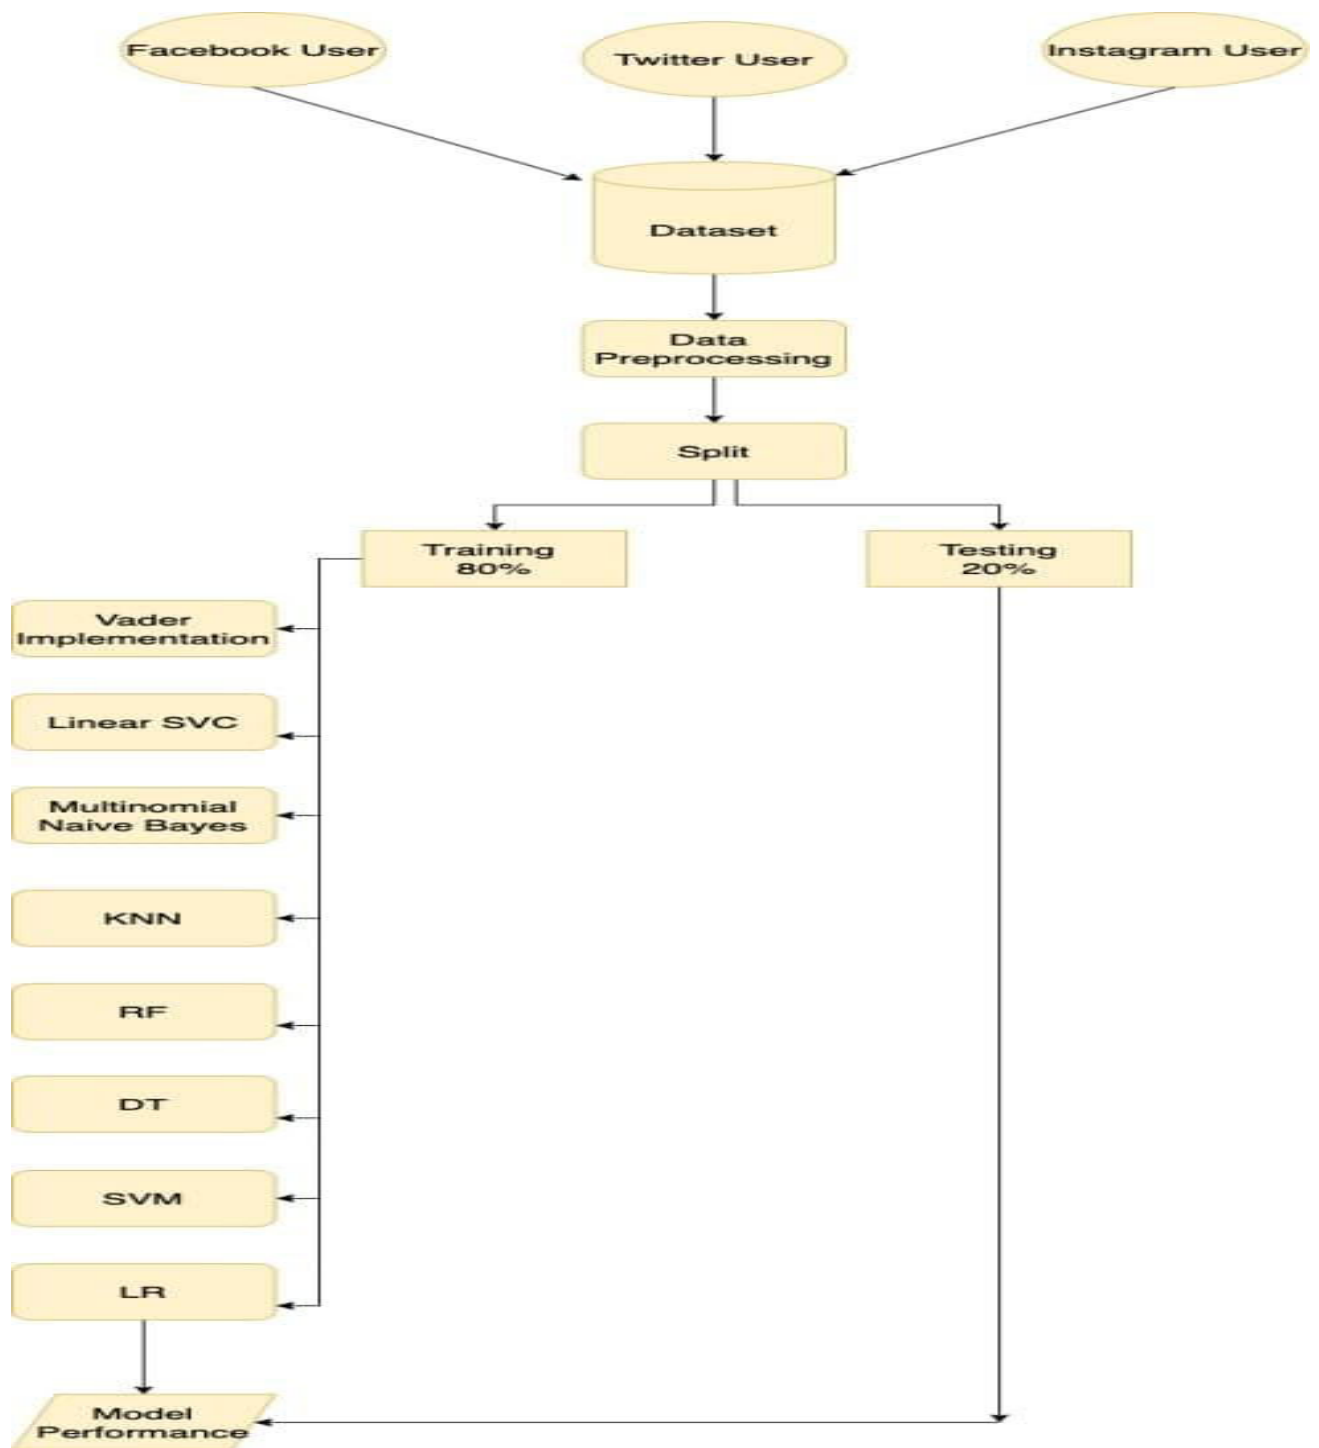 Facebook User
Twitter User
Instagram User
Dataset
Data
Preprocessing
Split
Training
80%
Testing
20%
Vader
Implementation
Linear SVC
Multinomial
Naive Bayes
KNN
RF
DT
SVM
LR
Model
Performance